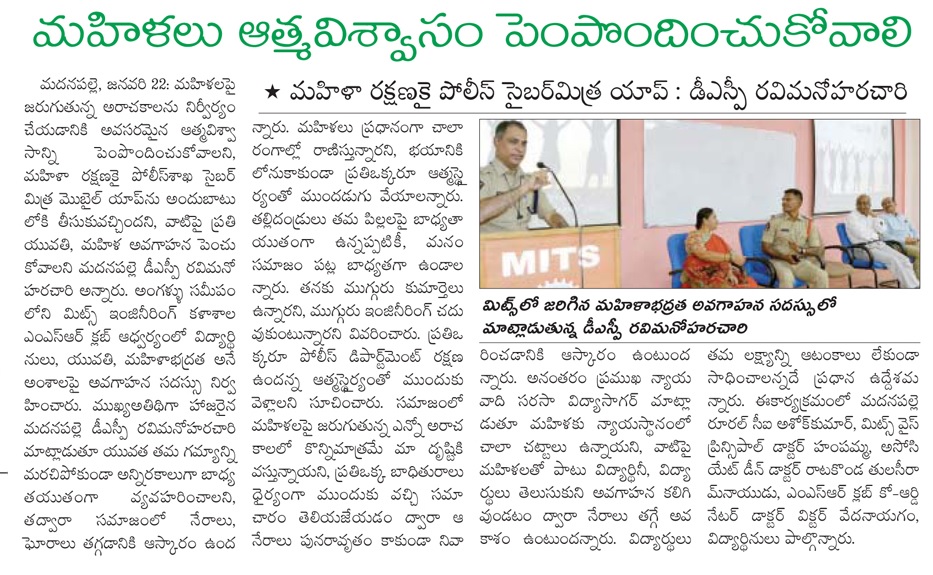 మహిళలు ఆత్మవిశ్వాసం పెంపొందించుకోవాలి
★ మహిళా రక్షణకై పోలీస్ సైబర్‌మిత్ర యాప్ : డీఎస్పీ రవిమనోహరచారి
మదనపల్లె, జనవరి 22: మహిళలపై
జరుగుతున్న అరాచకాలను నిర్వీర్యం
చేయడానికి అవసరమైన ఆత్మవిశ్వా
సాన్ని పెంపొందించుకోవాలని,
మహిళా రక్షణకై పోలీస్‌శాఖ సైబర్
మిత్ర మొబైల్ యాప్‌ను అందుబాటు
లోకి తీసుకువచ్చిందని, వాటిపై ప్రతి
యువతి, మహిళ అవగాహన పెంచు
కోవాలని మదనపల్లె డీఎస్పీ రవిమనో
హరచారి అన్నారు. అంగళ్ళు సమీపం
లోని మిట్స్ ఇంజినీరింగ్ కళాశాల
ఎంఎస్ఆర్ క్లబ్ ఆధ్వర్యంలో విద్యార్థి
నులు, యువతి, మహిళాభద్రత అనే
అంశాలపై అవగాహన సదస్సు నిర్వ
హించారు. ముఖ్యఅతిథిగా హాజరైన
మదనపల్లె డీఎస్పీ రవిమనోహరచారి
మాట్లాడుతూ యువత తమ గమ్యాన్ని
మరచిపోకుండా అన్నిరకాలుగా బాధ్య
తయుతంగా వ్యవహరించాలని,
తద్వారా సమాజంలో నేరాలు,
ఘోరాలు తగ్గడానికి ఆస్కారం ఉంద
న్నారు. మహిళలు ప్రధానంగా చాలా
రంగాల్లో రాణిస్తున్నారని, భయానికి
లోనుకాకుండా ప్రతిఒక్కరూ ఆత్మస్థై
ర్యంతో ముందడుగు వేయాలన్నారు.
తల్లిదండ్రులు తమ పిల్లలపై బాధ్యతా
యుతంగా ఉన్నప్పటికీ, మనం
సమాజం పట్ల బాధ్యతగా ఉండాల
న్నారు. తనకు ముగ్గురు కుమార్తెలు
ఉన్నారని, ముగ్గురు ఇంజినీరింగ్ చదు
వుకుంటున్నారని వివరించారు. ప్రతిఒ
క్కరూ పోలీస్ డిపార్ట్‌మెంట్ రక్షణ
ఉందన్న ఆత్మస్థైర్యంతో ముందుకు
వెళ్లాలని సూచించారు. సమాజంలో
మహిళలపై జరుగుతున్న ఎన్నో అరాచ
కాలలో కొన్నిమాత్రమే మా దృష్టికి
వస్తున్నాయని, ప్రతిఒక్క బాధితురాలు
ధైర్యంగా ముందుకు వచ్చి సమా
చారం తెలియజేయడం ద్వారా ఆ
నేరాలు పునరావృతం కాకుండా నివా
MITS
మిట్స్‌లో జరిగిన మహిళాభద్రత అవగాహన సదస్సులో
మాట్లాడుతున్న డీఎస్పీ రవిమనోహరచారి
రించడానికి ఆస్కారం ఉంటుంద
న్నారు. అనంతరం ప్రముఖ న్యాయ
వాది సరసా విద్యాసాగర్ మాట్లా
డుతూ మహిళకు న్యాయస్థానంలో
చాలా చట్టాలు ఉన్నాయని, వాటిపై
మహిళలతో పాటు విద్యార్థినీ, విద్యా
ర్థులు తెలుసుకుని అవగాహన కలిగి
వుండటం ద్వారా నేరాలు తగ్గే అవ
కాశం ఉంటుందన్నారు. విద్యార్థులు
తమ లక్ష్యాన్ని ఆటంకాలు లేకుండా
సాధించాలన్నదే ప్రధాన ఉద్దేశమ
న్నారు. ఈకార్యక్రమంలో మదనపల్లె
రూరల్ సీఐ అశోక్‌కుమార్, మిట్స్ వైస్
ప్రిన్సిపాల్ డాక్టర్ హంపమ్మ, అసోసి
యేట్ డీన్ డాక్టర్ రాటకొండ తులసీరా
మ్‌నాయుడు, ఎంఎస్ఆర్ క్లబ్ కో-ఆర్డి
నేటర్ డాక్టర్ విక్టర్ వేదనాయగం,
విద్యార్థినులు పాల్గొన్నారు.